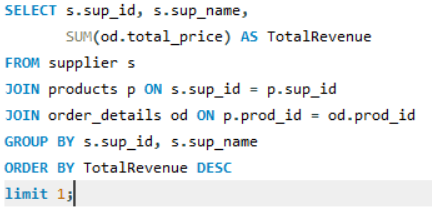 SELECT s.sup_id, s.sup_name,
SUM(od.total_price) AS TotalRevenue
FROM supplier s
JOIN products p ON s.sup_id = p.sup_id
JOIN order_details od ON p.prod_id = od.prod_id
GROUP BY s.sup_id, s.sup_name
ORDER BY TotalRevenue DESC
limit 1;